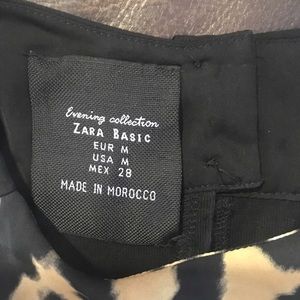 Evening collection
ZARA BASIC
EUR M
USA M
MEX 28
MADE IN MOROCCO